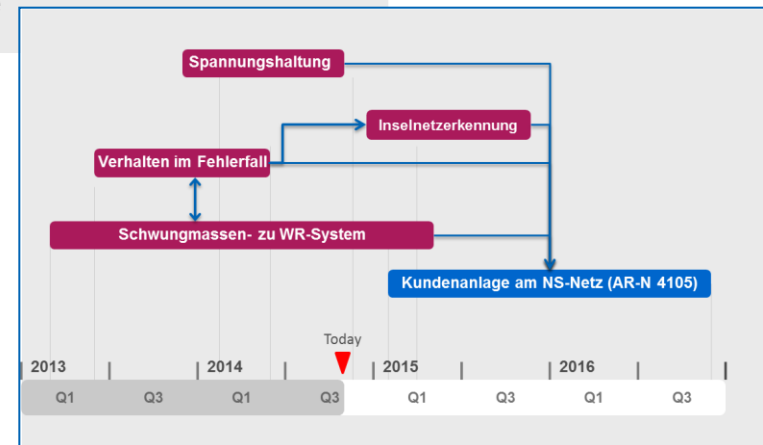 Spannungshaltung
Inselnetzerkennung
Verhalten im Fehlerfall
Schwungmassen- zu WR-System
Kundenanlage am NS-Netz (AR-N 4105)
Today
2013 2014 2015 2016
Q1 Q3 Q1 Q3 Q1 Q3 Q1 Q3